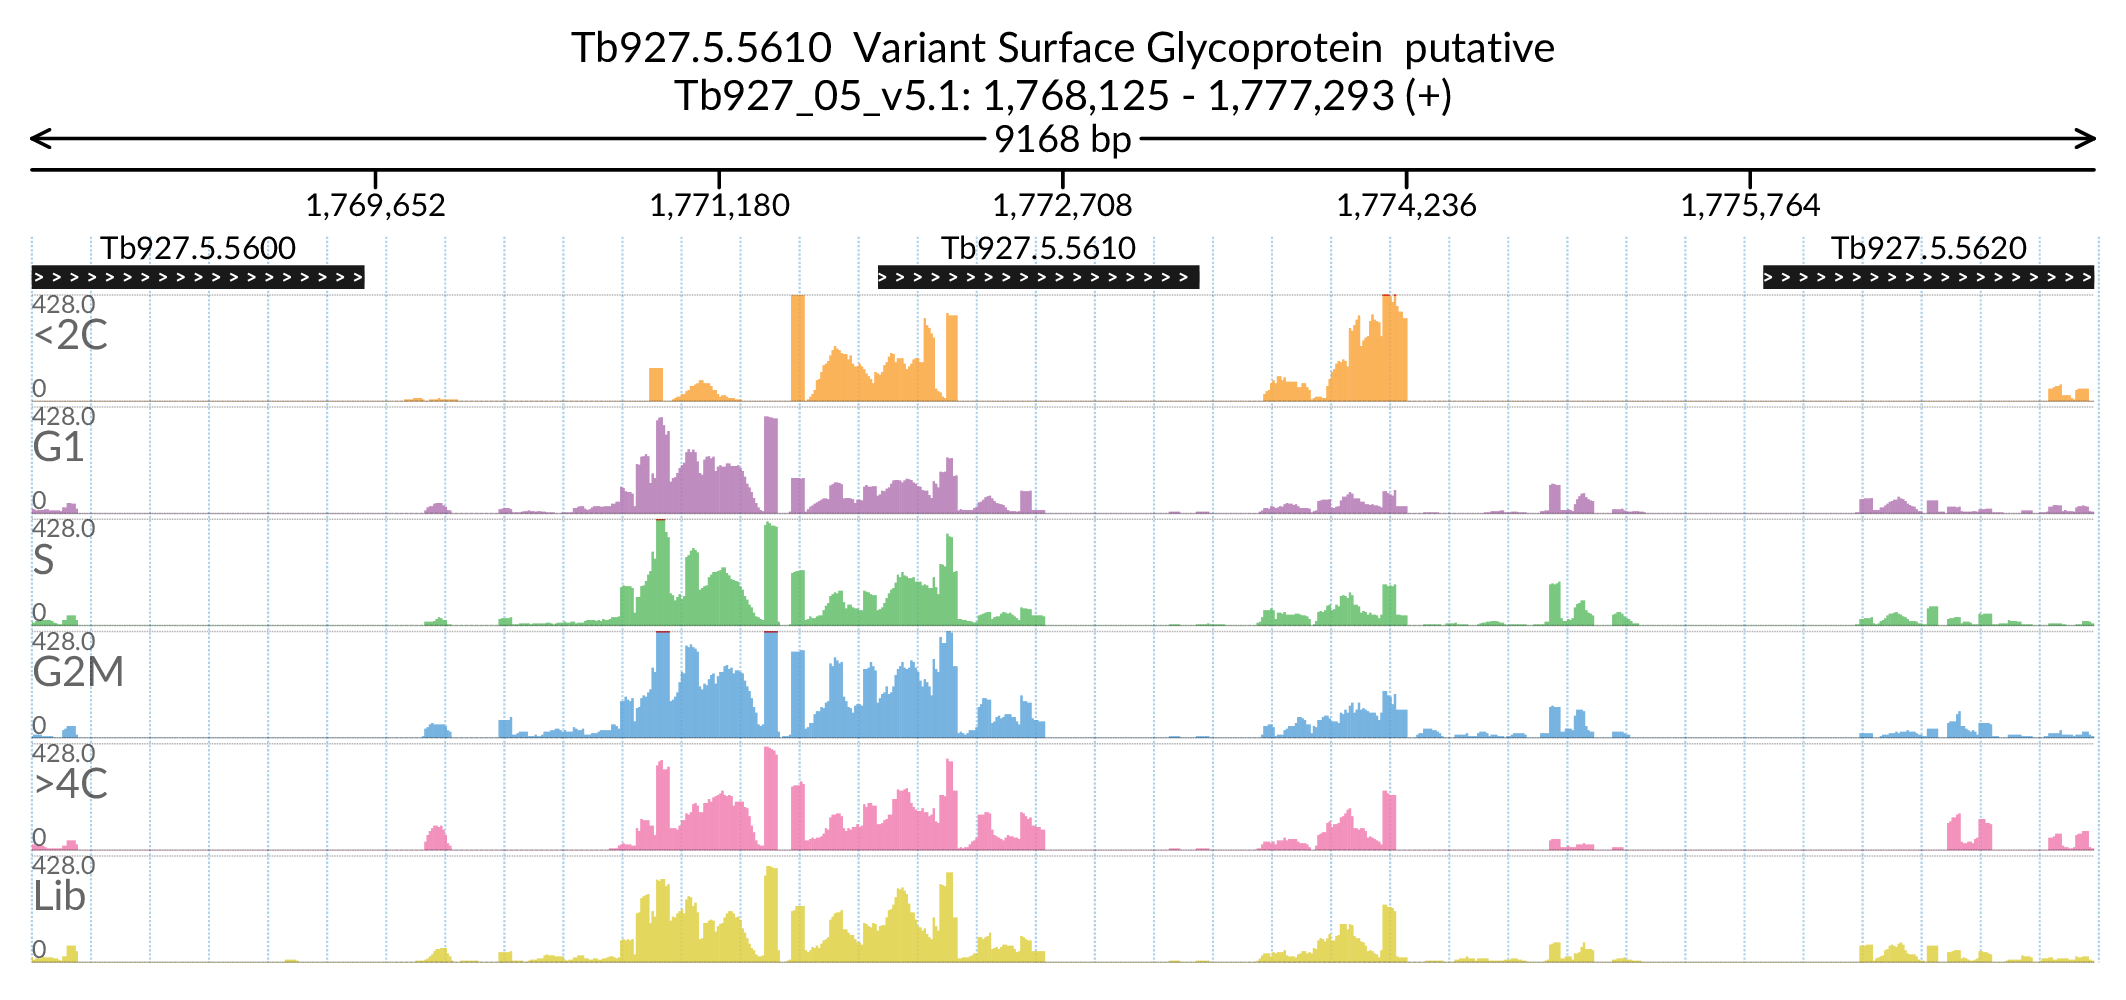 Tb927.5.5610  Variant Surface Glycoprotein  putative
Tb927_05_v5.1: 1,768,125 - 1,777,293 (+)
9168 bp
1,769,652 1,771,180 1,772,708 1,774,236 1,775,764
Tb927.5.5600 Tb927.5.5610 Tb927.5.5620
428.0
<2C
0
428.0
G1
0
428.0
S
0
428.0
G2M
0
428.0
>4C
0
428.0
Lib
0